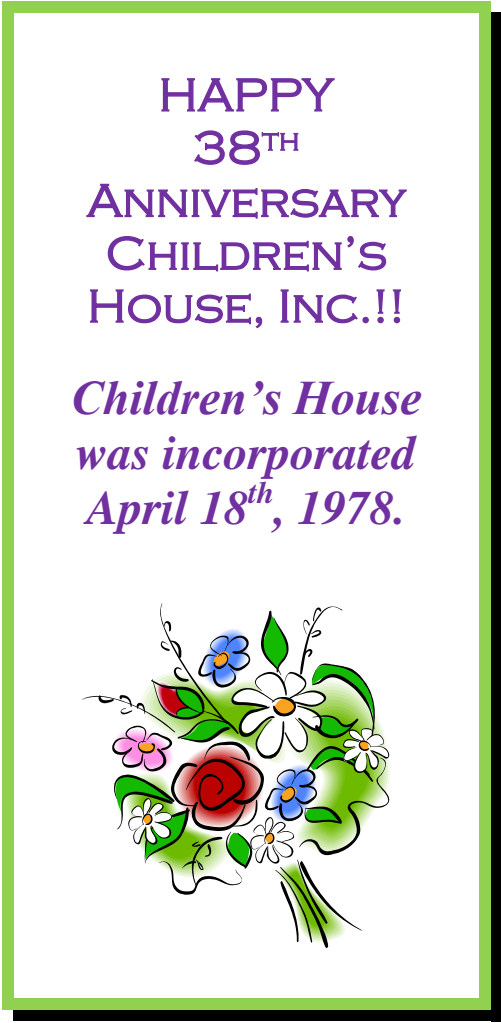 HAPPY
38TH
ANNIVERSARY
CHILDREN’S
HOUSE, INC.!!
Children’s House
was incorporated
April 18th, 1978.